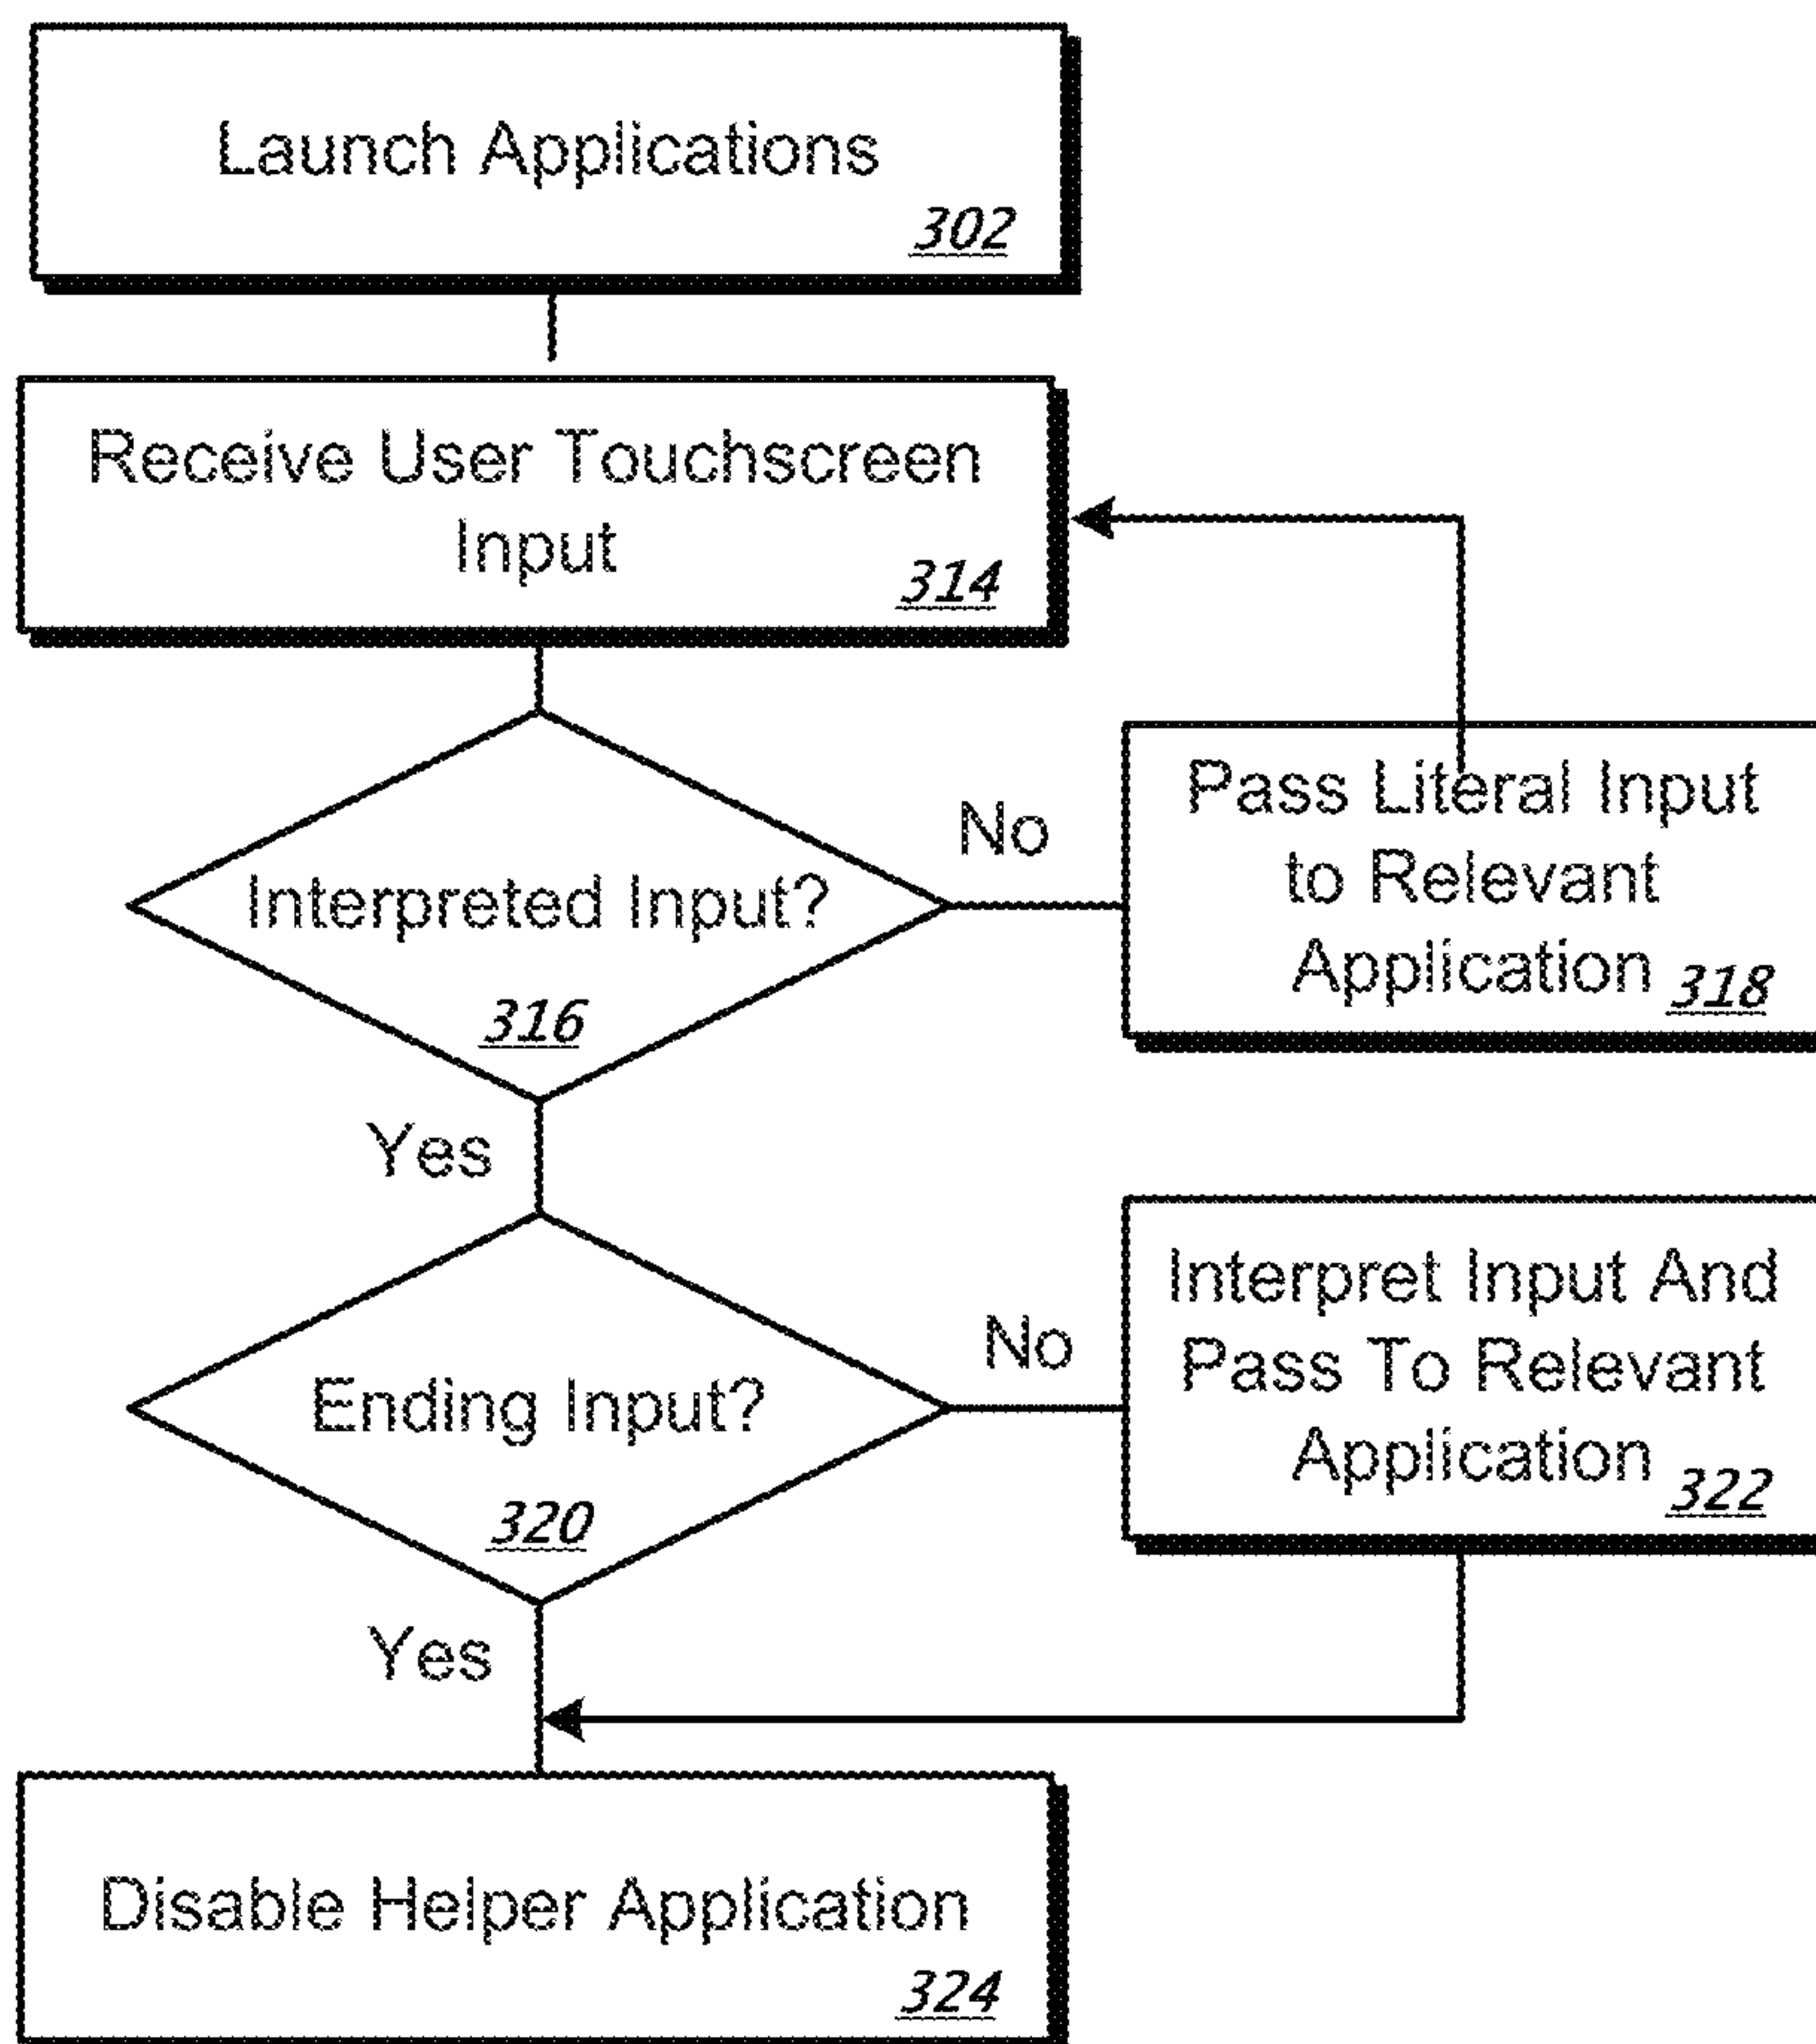 Launch Applications
302
Receive User Touchscreen
Input
314
No
Pass Literal Input
to Relevant
Application 318
Interpreted Input?
316
Yes
No
Interpret Input And
Pass To Relevant
Application 322
Ending Input?
320
Yes
Disable Helper Application
324